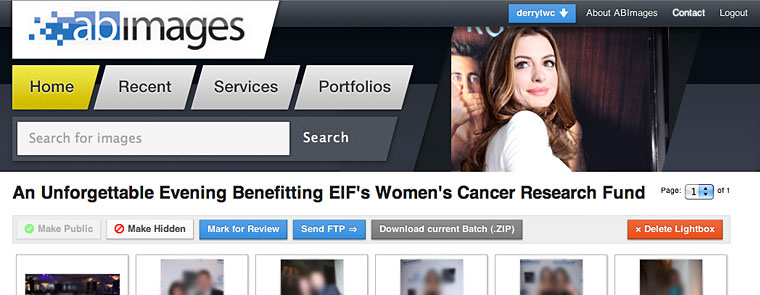 abimages
derrylwc
About ABImages
Contact
Logout
Home
Recent
Services
Portfolios
Search for images
Search
An Unforgettable Evening Benefitting EIF's Women's Cancer Research Fund
Page: 1 of 1
Make Public
Make Hidden
Mark for Review
Send FTP ⇒
Download current Batch (.ZIP)
× Delete Lightbox